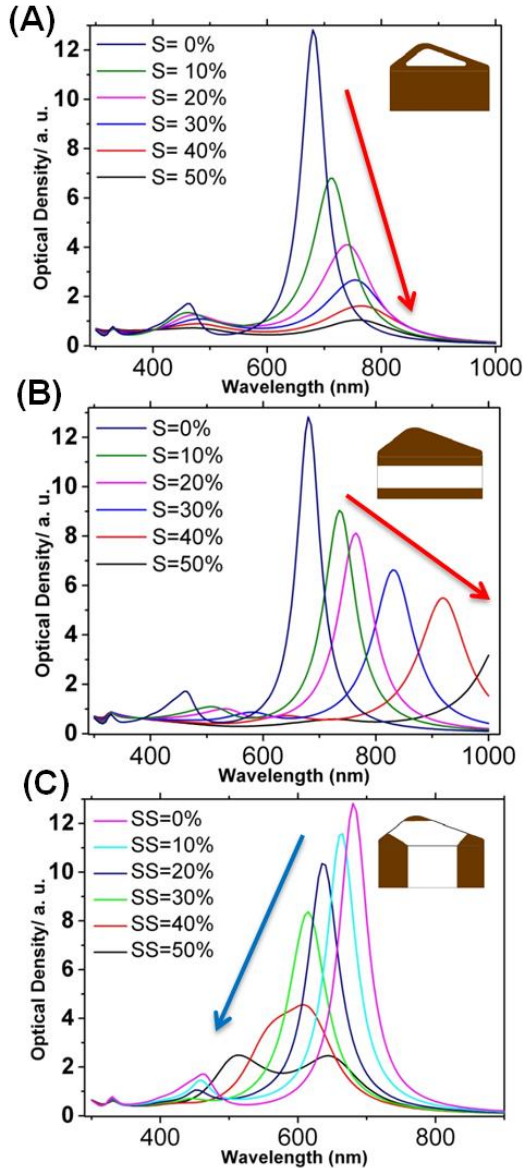 (A)
12
10
8
6
4
2
0
Optical Density/ a. u.
S= 0%
S= 10%
S= 20%
S= 30%
S= 40%
S= 50%
400
600
800
1000
Wavelength (nm)
(B)
12
10
8
6
4
2
0
Optical Density/ a. u.
S=0%
S=10%
S=20%
S=30%
S=40%
S=50%
400
600
800
1000
Wavelength (nm)
(C)
12
10
8
6
4
2
0
Optical Density/ a. u.
SS=0%
SS=10%
SS=20%
SS=30%
SS=40%
SS=50%
400
600
800
Wavelength (nm)